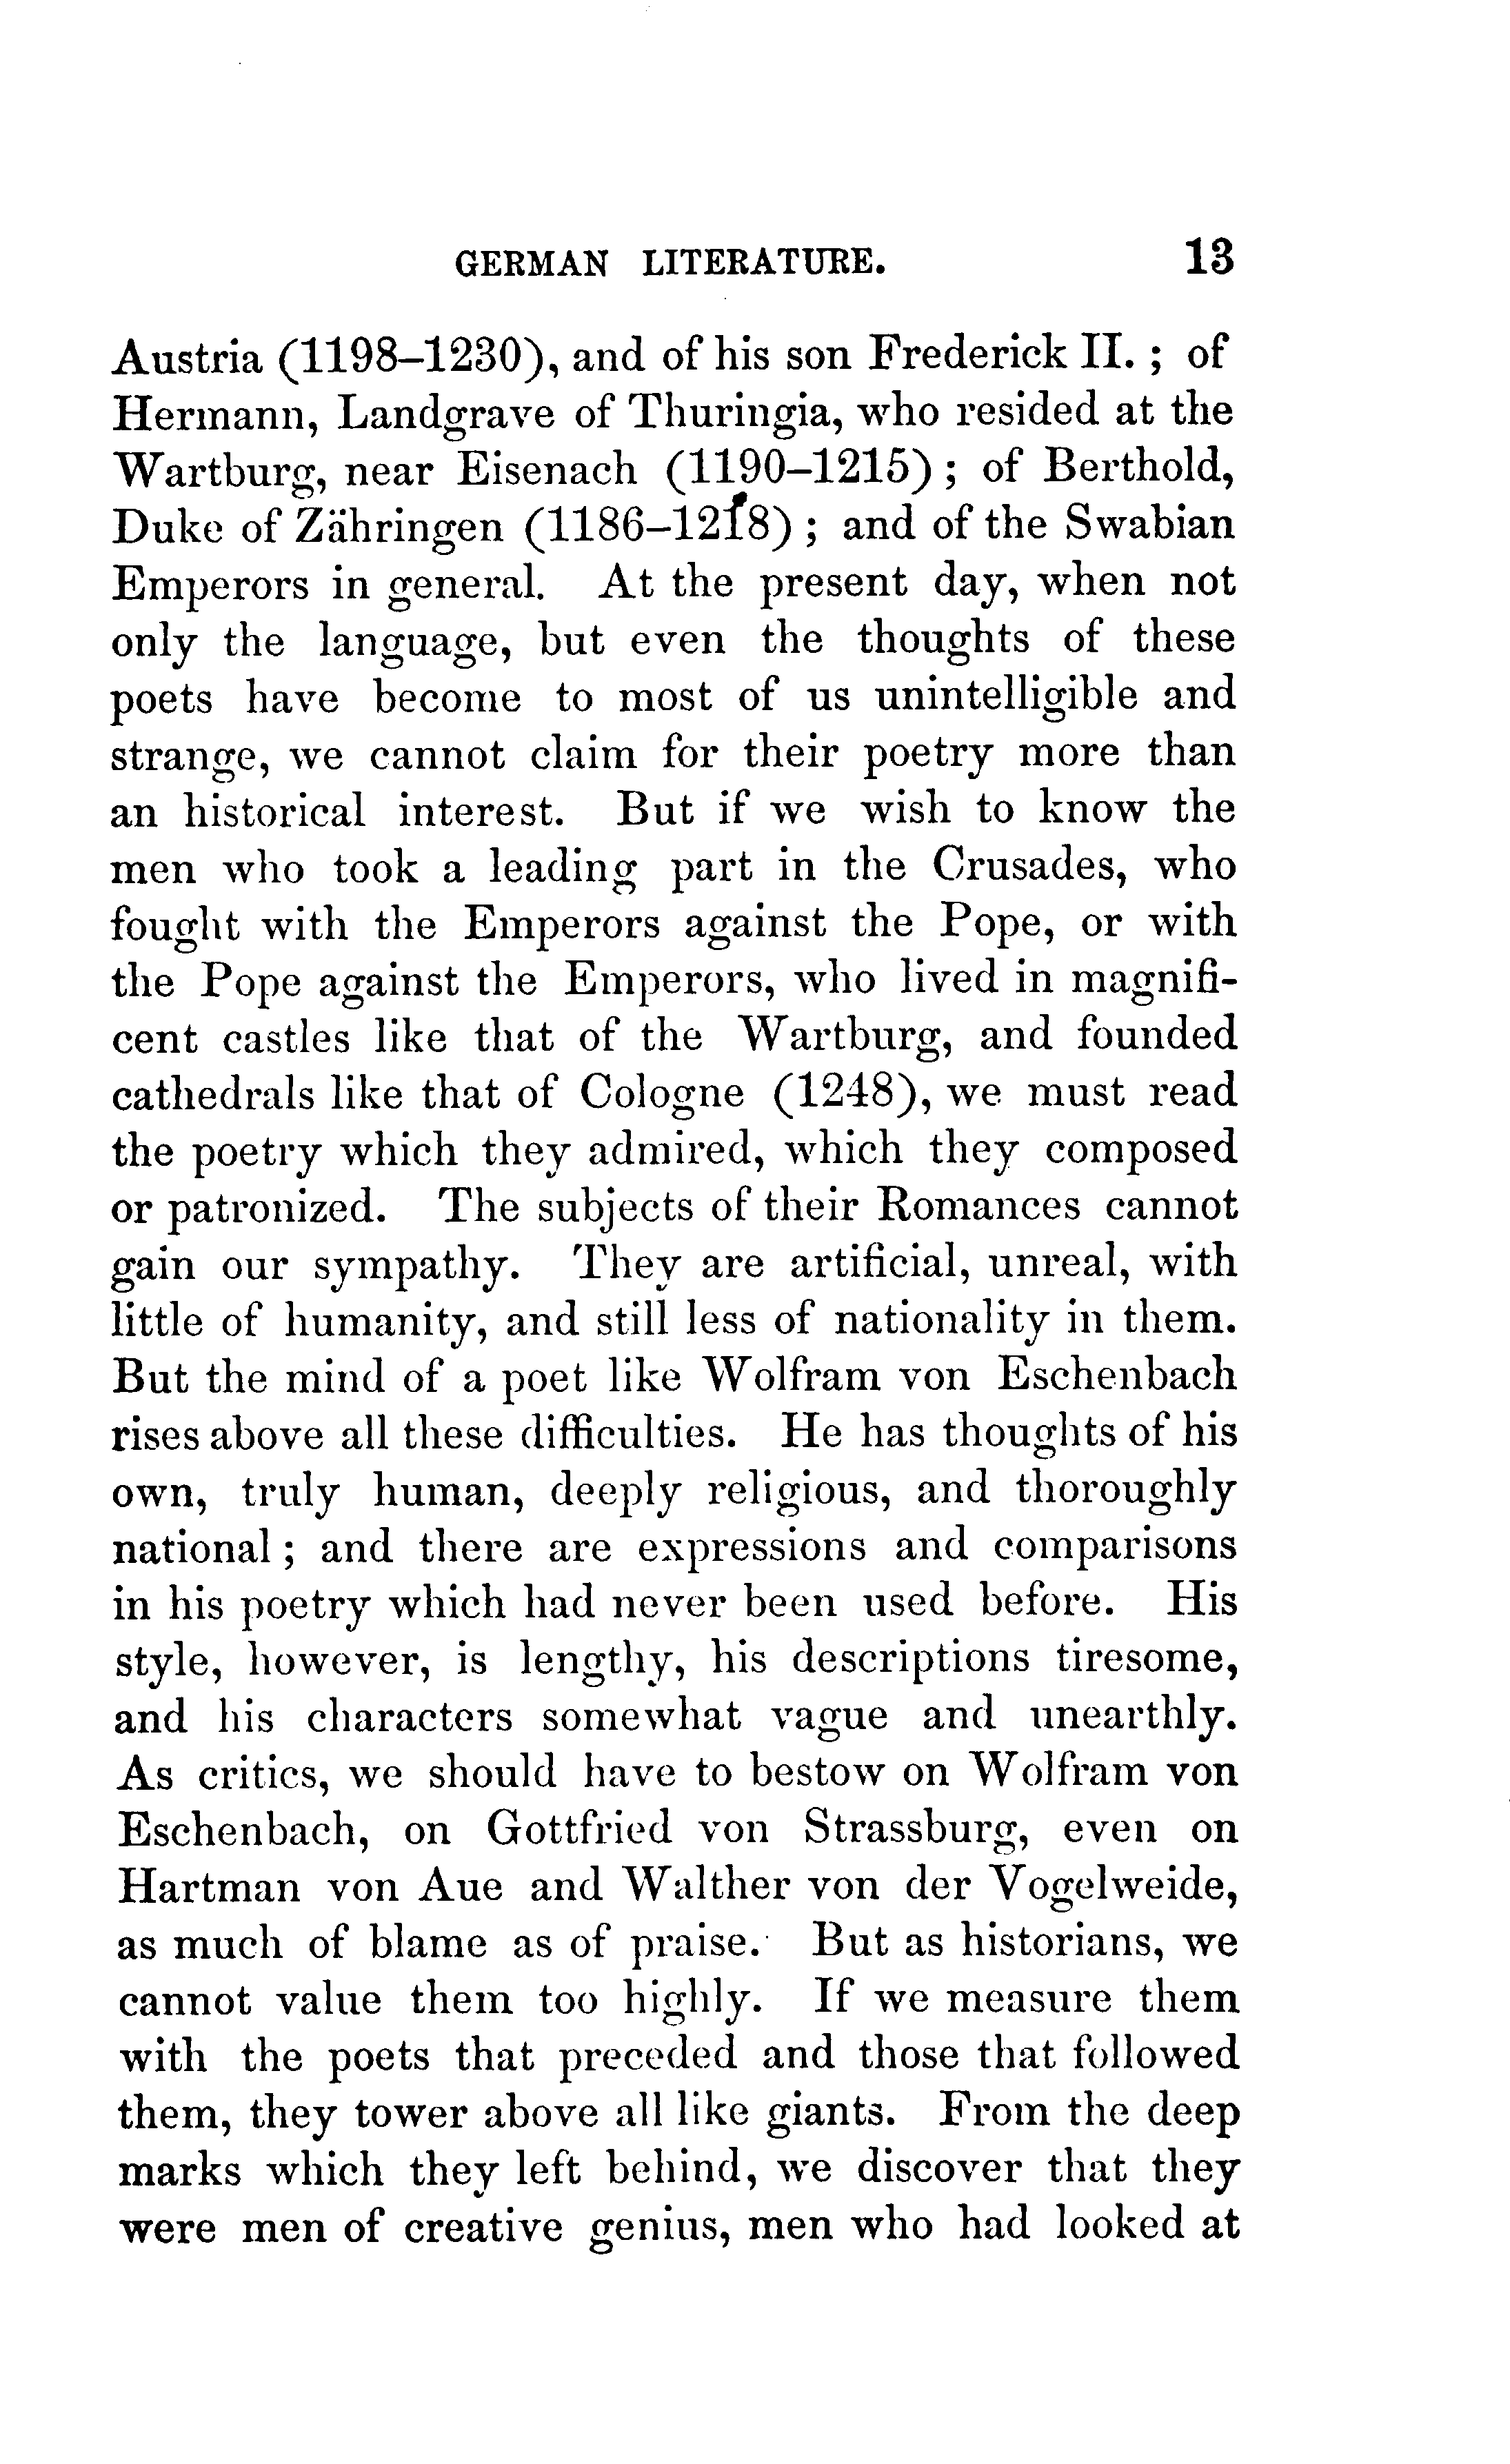 GERMAN LITERATURE. 13
Austria (1198–1230), and of his son Frederick II. ; of
Hermann, Landgrave of Thuringia, who resided at the
Wartburg, near Eisenach (1190–1215) ; of Berthold,
Duke of Zähringen (1186–1218) ; and of the Swabian
Emperors in general. At the present day, when not
only the language, but even the thoughts of these
poets have become to most of us unintelligible and
strange, we cannot claim for their poetry more than
an historical interest. But if we wish to know the
men who took a leading part in the Crusades, who
fought with the Emperors against the Pope, or with
the Pope against the Emperors, who lived in magnifi-
cent castles like that of the Wartburg, and founded
cathedrals like that of Cologne (1248), we must read
the poetry which they admired, which they composed
or patronized. The subjects of their Romances cannot
gain our sympathy. They are artificial, unreal, with
little of humanity, and still less of nationality in them.
But the mind of a poet like Wolfram von Eschenbach
rises above all these difficulties. He has thoughts of his
own, truly human, deeply religious, and thoroughly
national ; and there are expressions and comparisons
in his poetry which had never been used before. His
style, however, is lengthy, his descriptions tiresome,
and his characters somewhat vague and unearthly.
As critics, we should have to bestow on Wolfram von
Eschenbach, on Gottfried von Strassburg, even on
Hartman von Aue and Walther von der Vogelweide,
as much of blame as of praise. But as historians, we
cannot value them too highly. If we measure them
with the poets that preceded and those that followed
them, they tower above all like giants. From the deep
marks which they left behind, we discover that they
were men of creative genius, men who had looked at